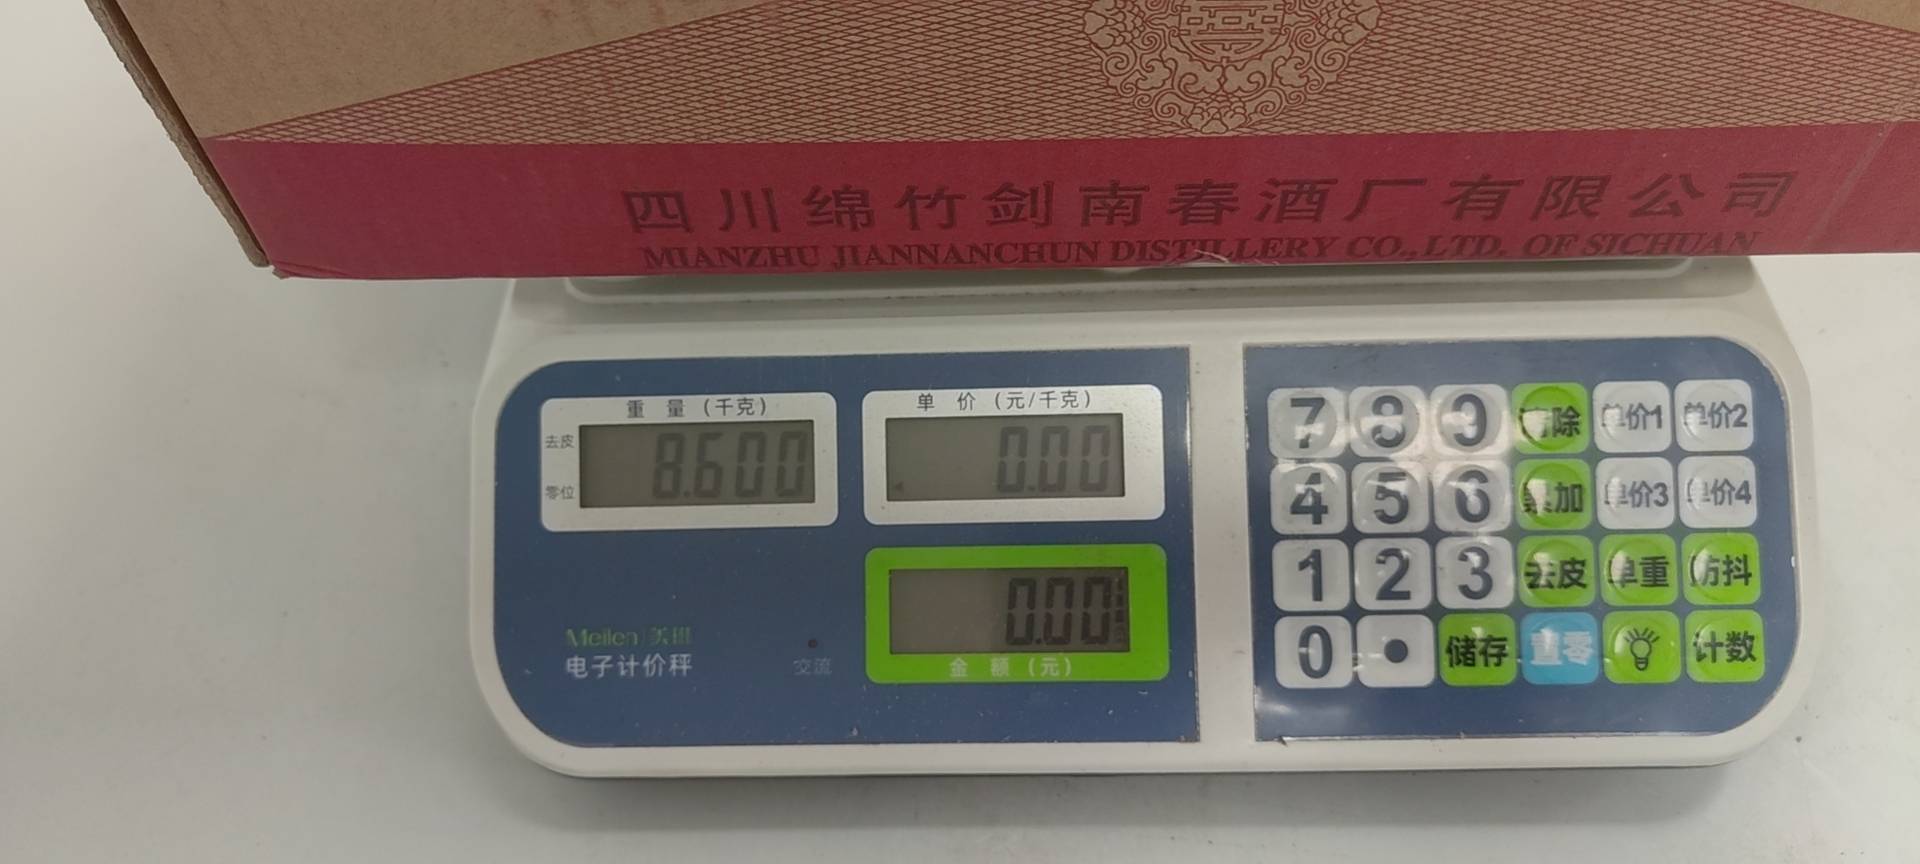 四川绵竹剑南春酒厂有限公司
MIANZHU JIANNANCHUN DISTILLERY CO.,LTD. OF SICHUAN
重 量 (千克)
去皮
8.600
零位
单 价 (元/千克)
0.00
0.00
金 额 (元)
Meilen
电子计价秤
交流
7 8 9 清除 单价1 单价2
4 5 6 累加 单价3 单价4
1 2 3 去皮 单重 防抖
0 . 储存 置零 计数